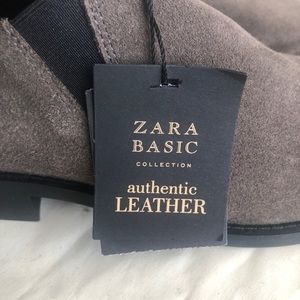 ZARA
BASIC
COLLECTION
authentic
LEATHER